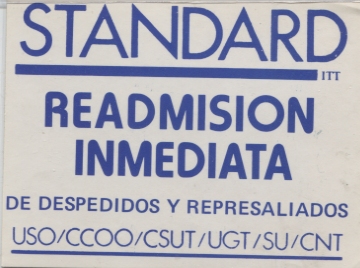 STANDARD
ITT
READMISION
INMEDIATA
DE DESPEDIDOS Y REPRESALIADOS
USO/CCOO/CSUT/UGT/SU/CNT